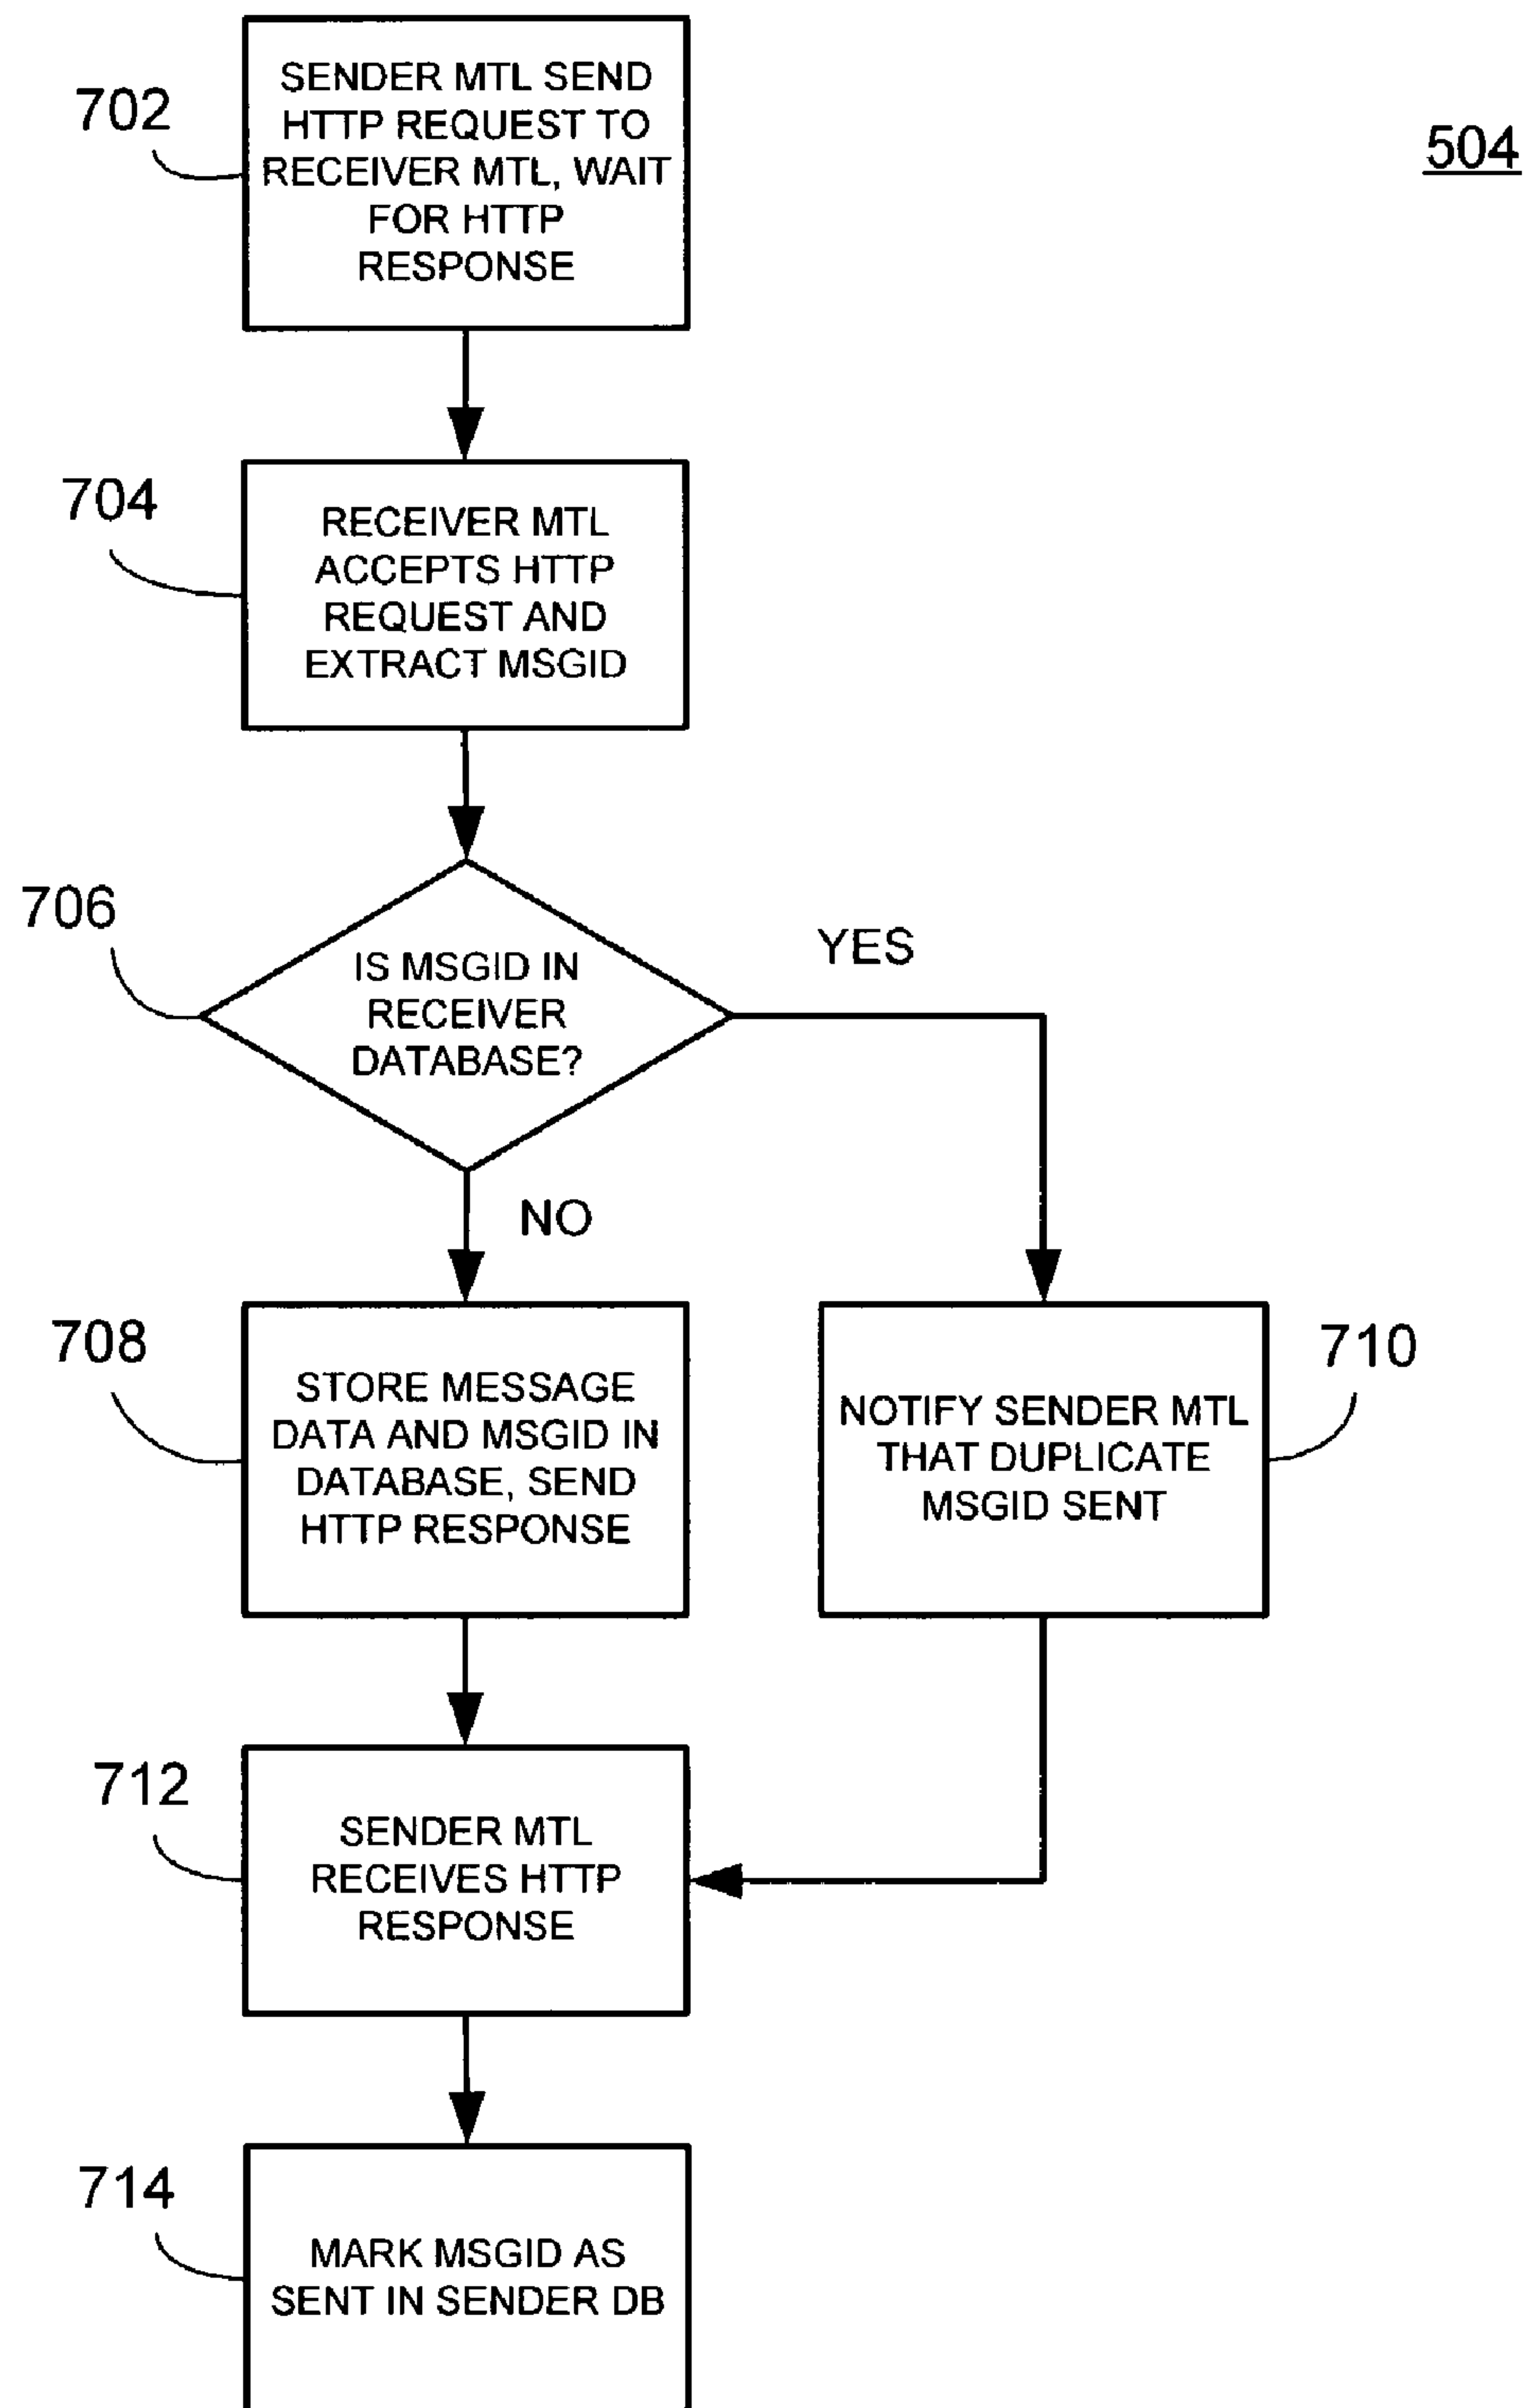 702
SENDER MTL SEND
HTTP REQUEST TO
RECEIVER MTL, WAIT
FOR HTTP
RESPONSE
504
704
RECEIVER MTL
ACCEPTS HTTP
REQUEST AND
EXTRACT MSGID
706
IS MSGID IN
RECEIVER
DATABASE?
YES
NO
708
STORE MESSAGE
DATA AND MSGID IN
DATABASE, SEND
HTTP RESPONSE
710
NOTIFY SENDER MTL
THAT DUPLICATE
MSGID SENT
712
SENDER MTL
RECEIVES HTTP
RESPONSE
714
MARK MSGID AS
SENT IN SENDER DB